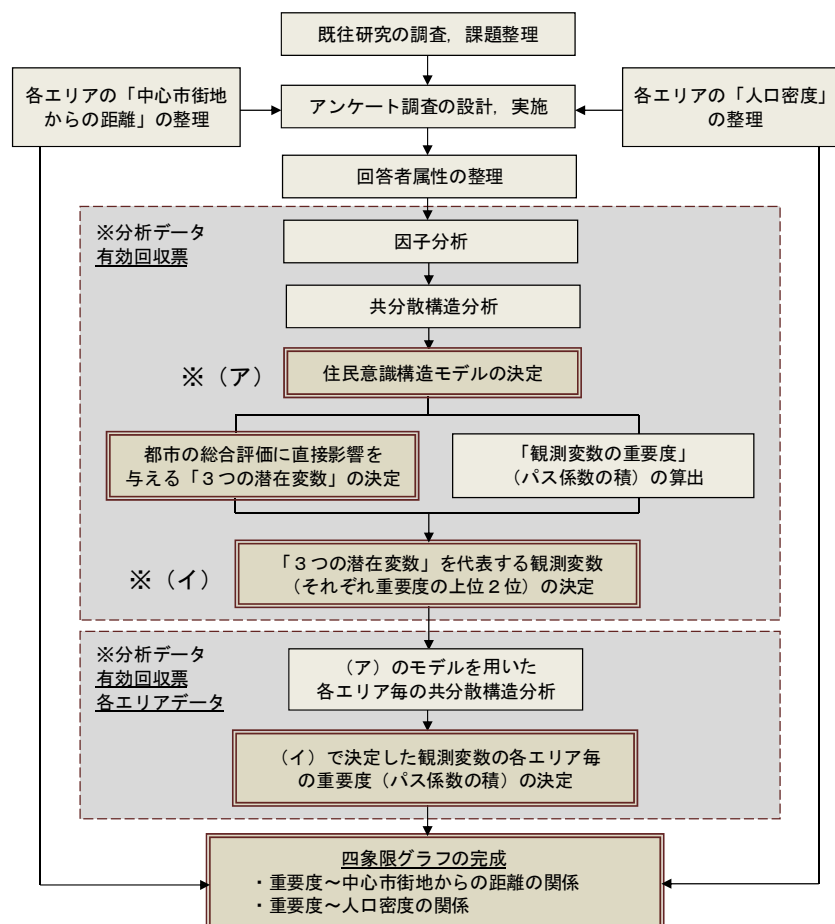 既往研究の調査，課題整理
各エリアの「中心市街地
からの距離」の整理
アンケート調査の設計，実施
各エリアの「人口密度」
の整理
回答者属性の整理
※分析データ
有効回収票
因子分析
共分散構造分析
※（ア）
住民意識構造モデルの決定
都市の総合評価に直接影響を
与える「３つの潜在変数」の決定
「観測変数の重要度」
（パス係数の積）の算出
※（イ）
「３つの潜在変数」を代表する観測変数
（それぞれ重要度の上位２位）の決定
※分析データ
有効回収票
各エリアデータ
（ア）のモデルを用いた
各エリア毎の共分散構造分析
（イ）で決定した観測変数の各エリア毎
の重要度（パス係数の積）の決定
四象限グラフの完成
・重要度～中心市街地からの距離の関係
・重要度～人口密度の関係